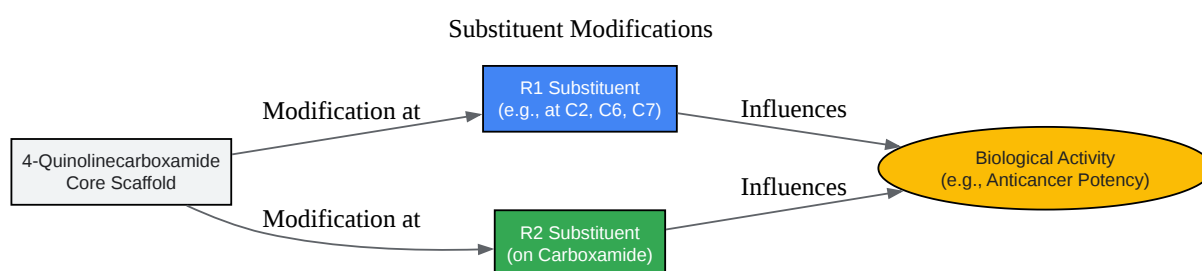 Substituent Modifications
4-Quinolinecarboxamide
Core Scaffold
Modification at
R1 Substituent
(e.g., at C2, C6, C7)
Influences
Modification at
R2 Substituent
(on Carboxamide)
Influences
Biological Activity
(e.g., Anticancer Potency)